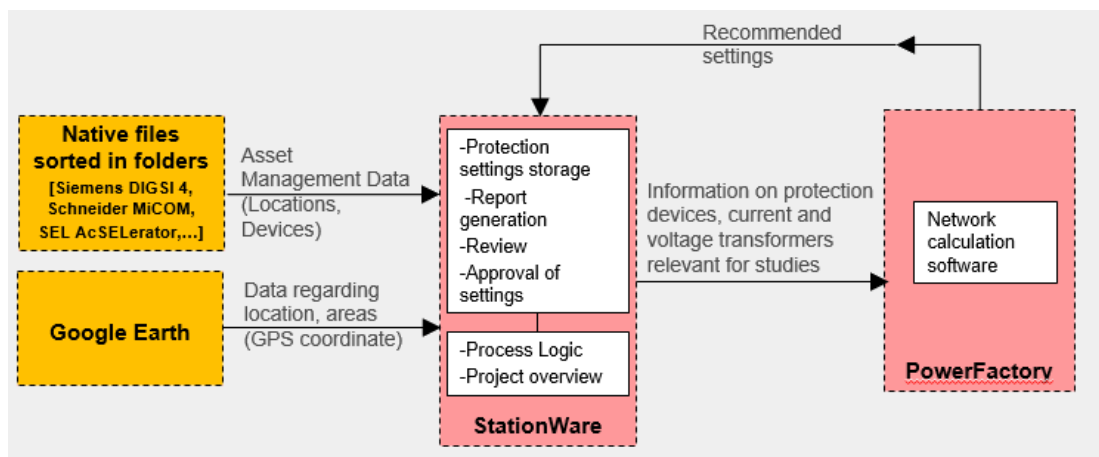 Recommended
settings
Native files
sorted in folders
[Siemens DIGSI 4,
Schneider MiCOM,
SEL AcSELerator,...]
Asset
Management Data
(Locations,
Devices)
Google Earth
Data regarding
location, areas
(GPS coordinate)
-Protection
settings storage
-Report
generation
-Review
-Approval of
settings
-Process Logic
-Project overview
StationWare
Information on protection
devices, current and
voltage transformers
relevant for studies
Network
calculation
software
PowerFactory